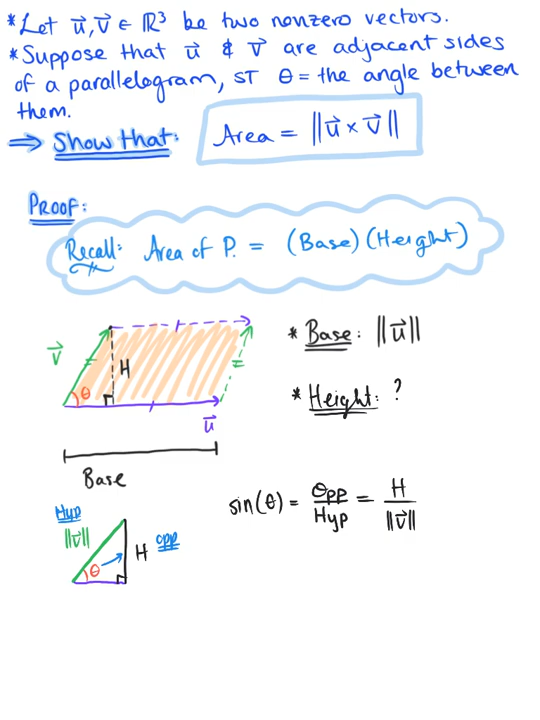 *Let u⃗, v⃗ ∈ ℝ³ be two nonzero vectors.
*Suppose that u⃗ & v⃗ are adjacent sides
of a parallelogram, ST θ = the angle between
them.
⇒ Show that: Area = ||u⃗ × v⃗||
PROOF:
Recall: Area of P. = (Base)(Height)
v⃗
H
θ
u⃗
Base
* Base: ||u⃗||
* Height: ?
sin(θ) = Opp/Hyp = H/||v⃗||
Hyp
||v⃗||
θ
H opp